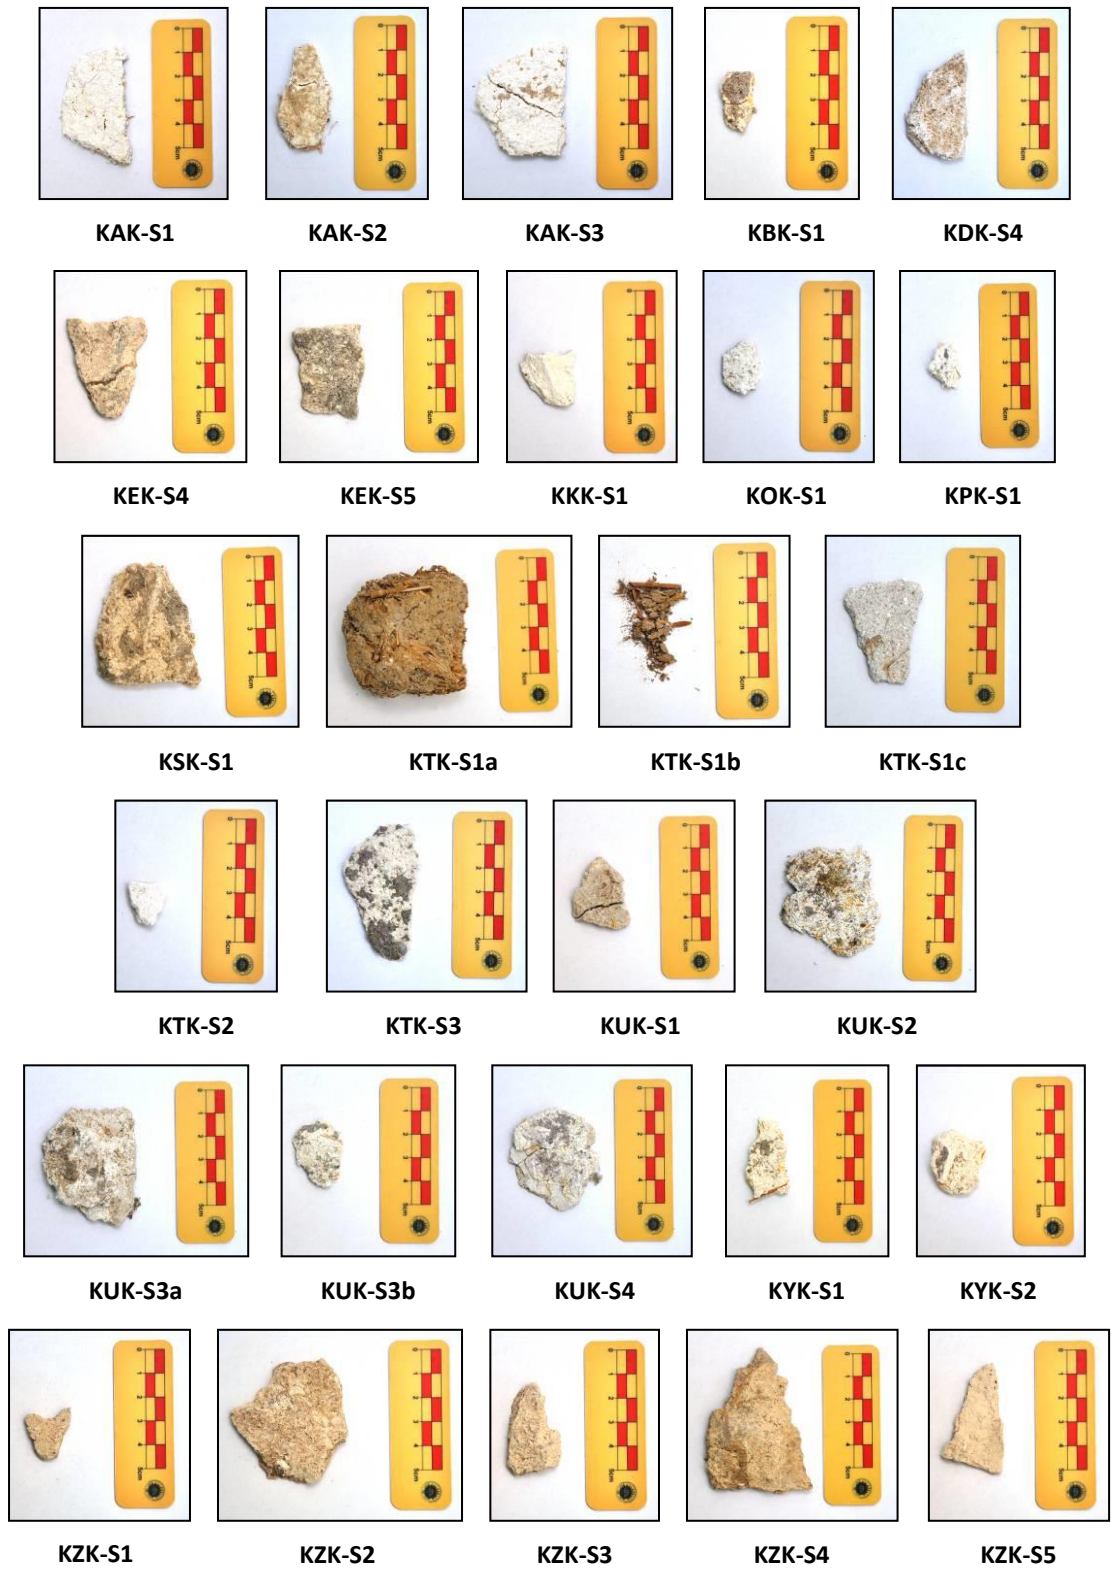 KAK-S1 KAK-S2 KAK-S3 KBK-S1 KDK-S4
KEK-S4 KEK-S5 KKK-S1 KOK-S1 KPK-S1
KSK-S1 KTK-S1a KTK-S1b KTK-S1c
KTK-S2 KTK-S3 KUK-S1 KUK-S2
KUK-S3a KUK-S3b KUK-S4 KYK-S1 KYK-S2
KZK-S1 KZK-S2 KZK-S3 KZK-S4 KZK-S5